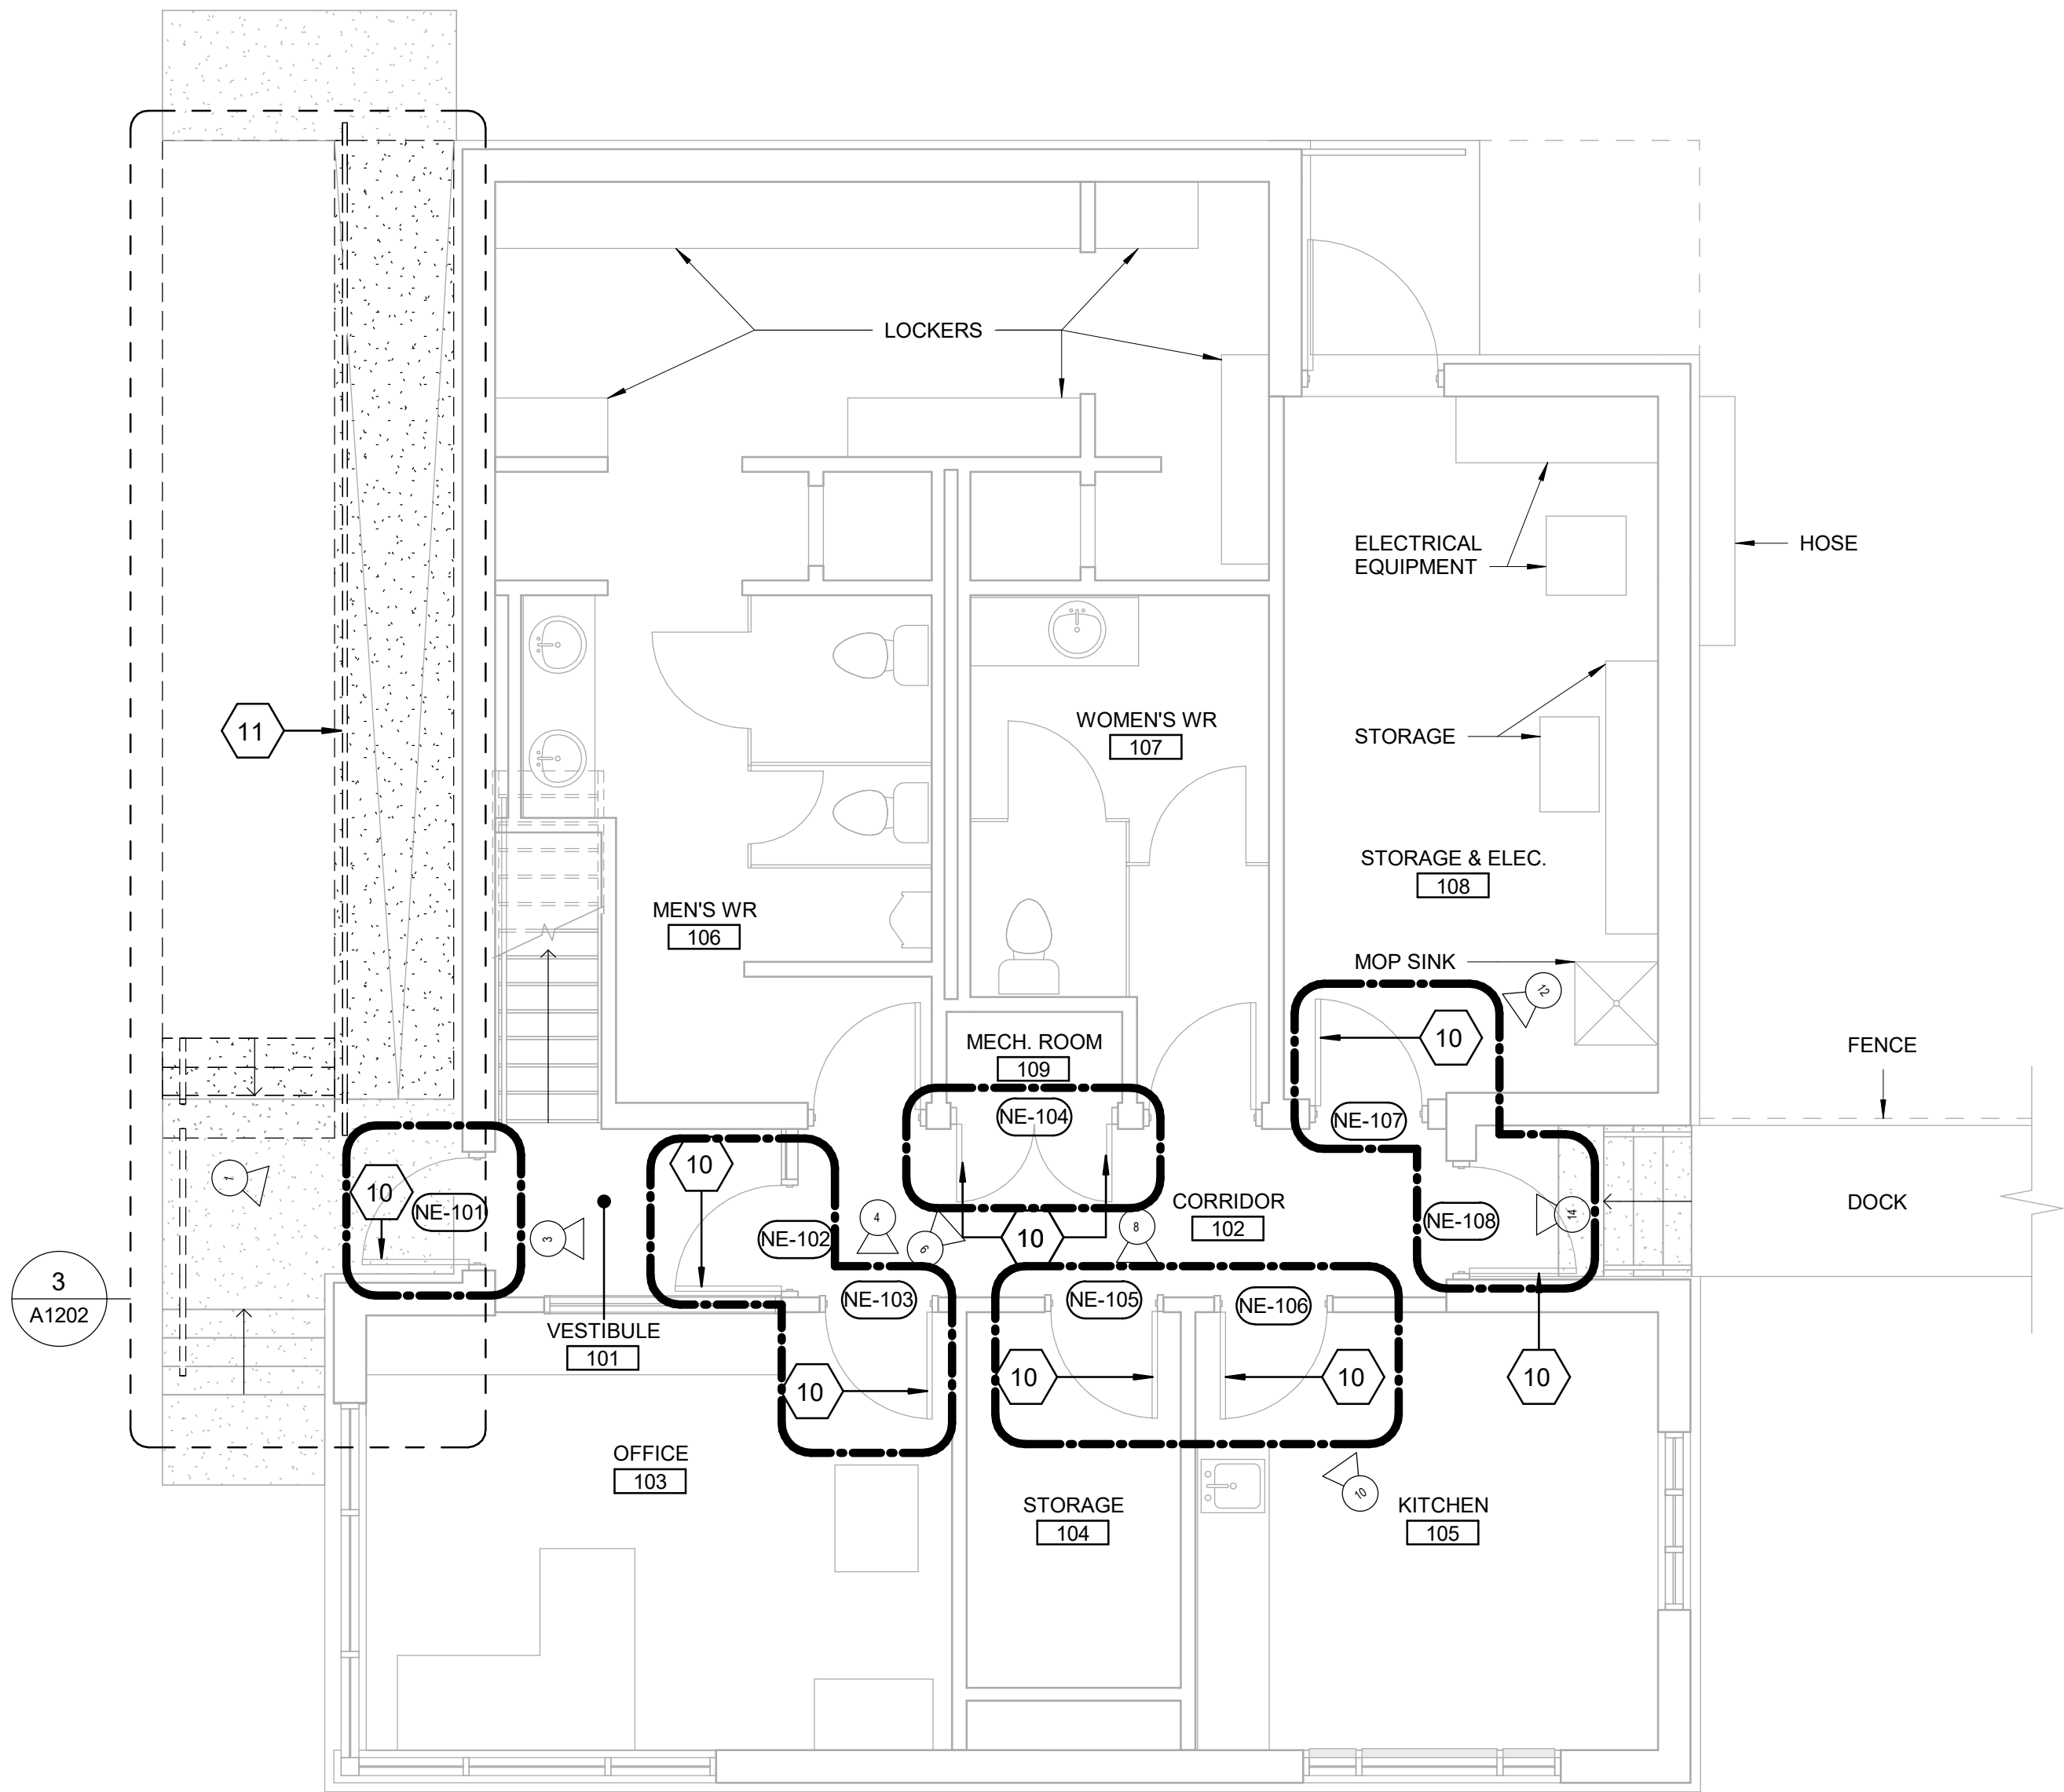 LOCKERS
ELECTRICAL
EQUIPMENT
HOSE
11
WOMEN'S WR
107
STORAGE
STORAGE & ELEC.
108
MEN'S WR
106
MOP SINK
12
10
MECH. ROOM
109
FENCE
NE-104
NE-107
1
10
NE-101
10
3
NE-102
4
6
10
8
CORRIDOR
102
NE-108
14
DOCK
3
A1202
NE-103
NE-105
NE-106
VESTIBULE
101
10
10
10
10
OFFICE
103
10
STORAGE
104
KITCHEN
105